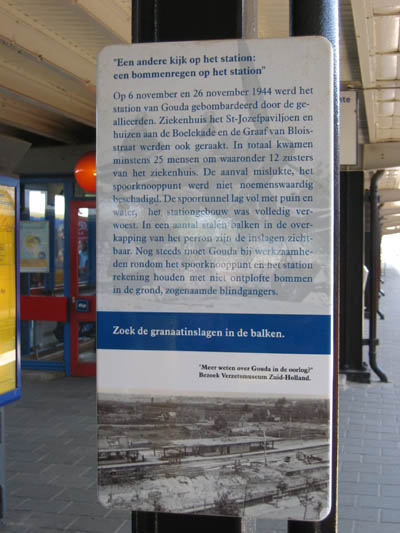 "Een andere kijk op het station:
een bommenregen op het station"
Op 6 november en 26 november 1944 werd het
station van Gouda gebombardeerd door de ge-
allieerden. Ziekenhuis het St-Jozefpaviljoen en
huizen aan de Boelekade en de Graaf van Blois-
straat werden ook geraakt. In totaal kwamen
minstens 25 mensen om waaronder 12 zusters
van het ziekenhuis. De aanval mislukte, het
spoorknooppunt werd niet noemenswaardig
beschadigd. De spoortunnel lag vol met puin en
water, het stationgebouw was volledig ver-
woest. In een aantal stalen balken in de over-
kapping van het perron zijn de inslagen zicht-
baar. Nog steeds moet Gouda bij werkzaamhe-
den rondom het spoorknooppunt en het station
rekening houden met niet ontplofte bommen
in de grond, zogenaamde blindgangers.
Zoek de granaatinslagen in de balken.
"Meer weten over Gouda in de oorlog?"
Bezoek Verzetsmuseum Zuid-Holland.